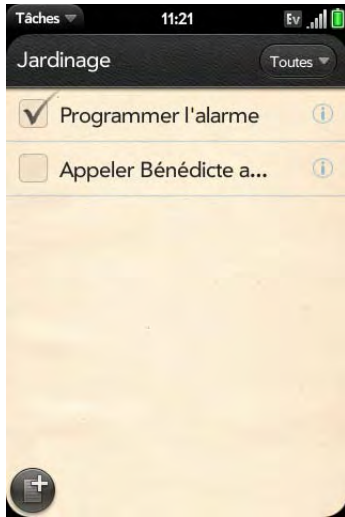 Tâches 11:21 Ev
Jardinage Toutes
Programmer l'alarme
Appeler Bénédicte a...